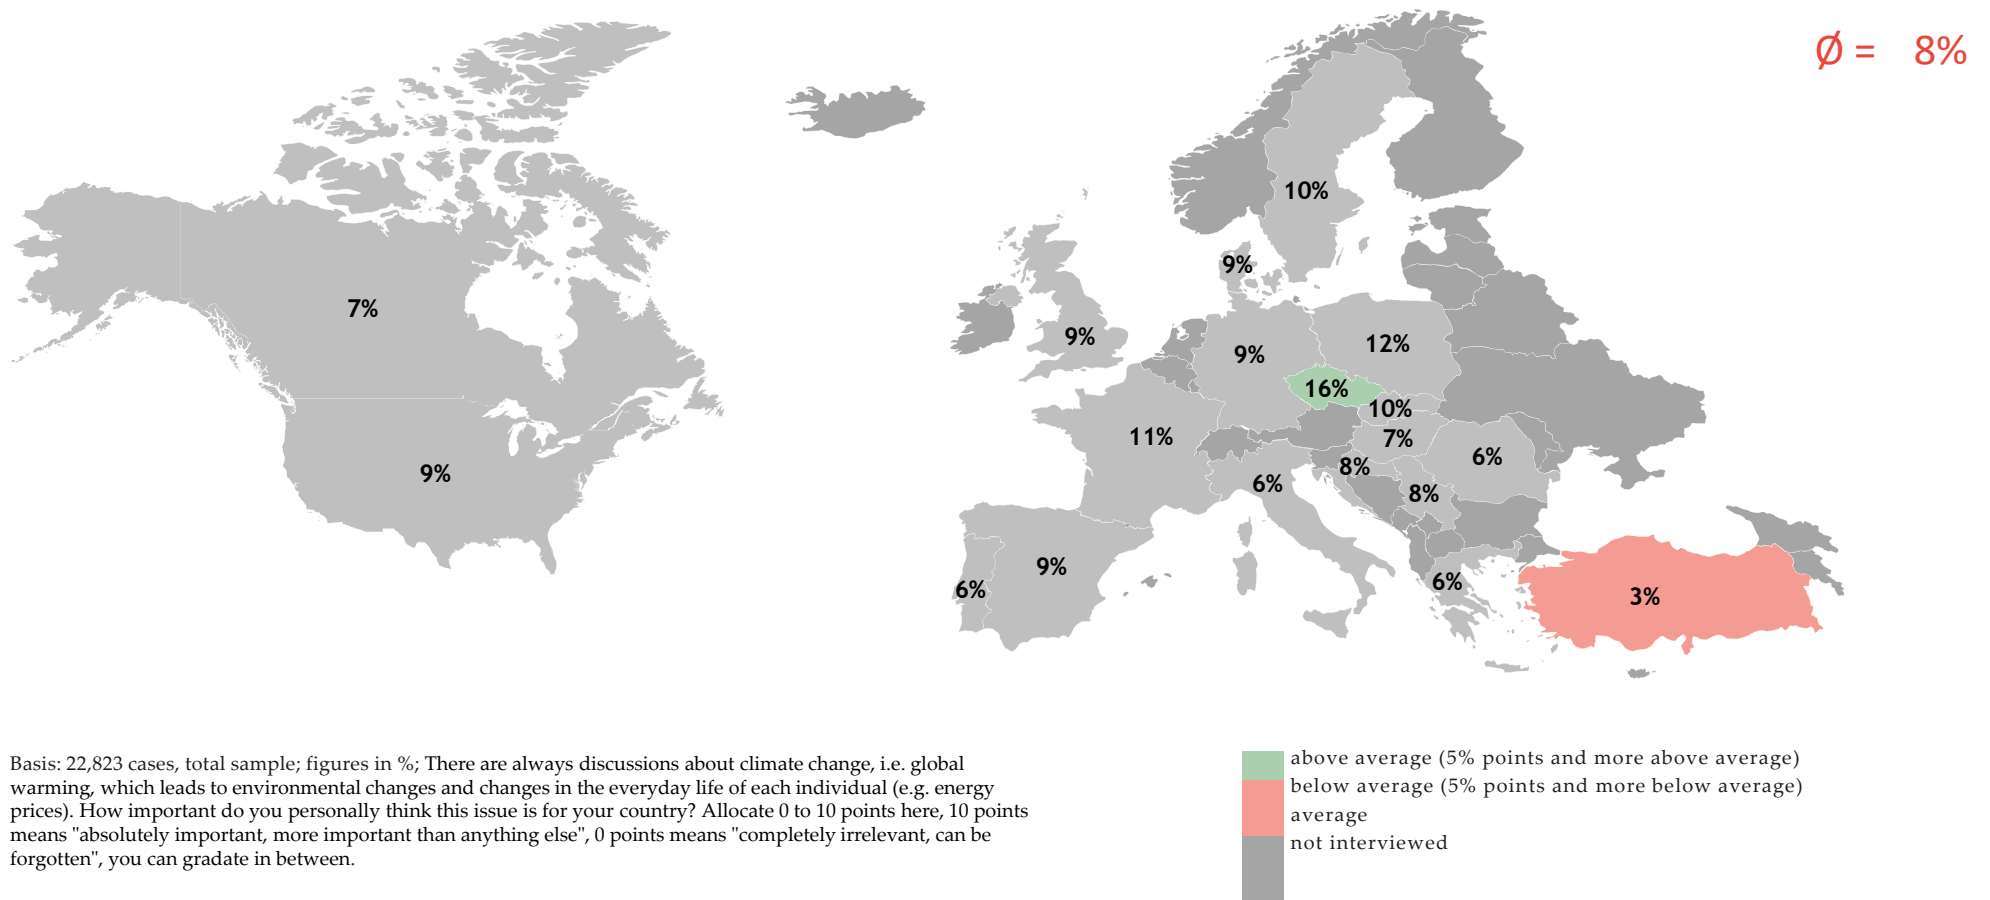 Ø = 8%
10%
9%
7%
9%
9%
12%
16%
10%
11%
7%
6%
8%
9%
6%
8%
9%
6%
6%
3%
Basis: 22,823 cases, total sample; figures in %; There are always discussions about climate change, i.e. global
warming, which leads to environmental changes and changes in the everyday life of each individual (e.g. energy
prices). How important do you personally think this issue is for your country? Allocate 0 to 10 points here, 10 points
means "absolutely important, more important than anything else", 0 points means "completely irrelevant, can be
forgotten", you can gradate in between.
above average (5% points and more above average)
below average (5% points and more below average)
average
not interviewed